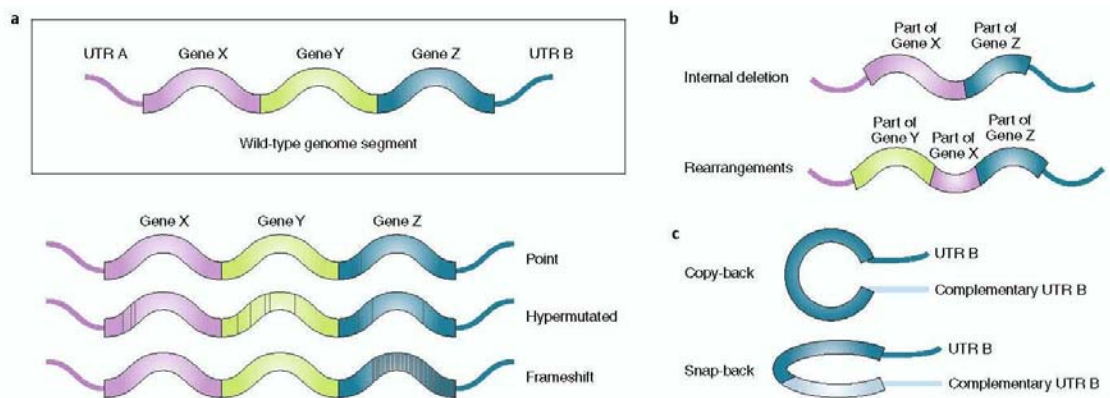 a
UTR A Gene X Gene Y Gene Z UTR B
Wild-type genome segment
Gene X Gene Y Gene Z
Point
Hypermutated
Frameshift
b
Part of
Gene X
Part of
Gene Z
Internal deletion
Part of
Gene Y
Part of
Gene X
Part of
Gene Z
Rearrangements
c
UTR B
Copy-back
Complementary UTR B
UTR B
Snap-back
Complementary UTR B